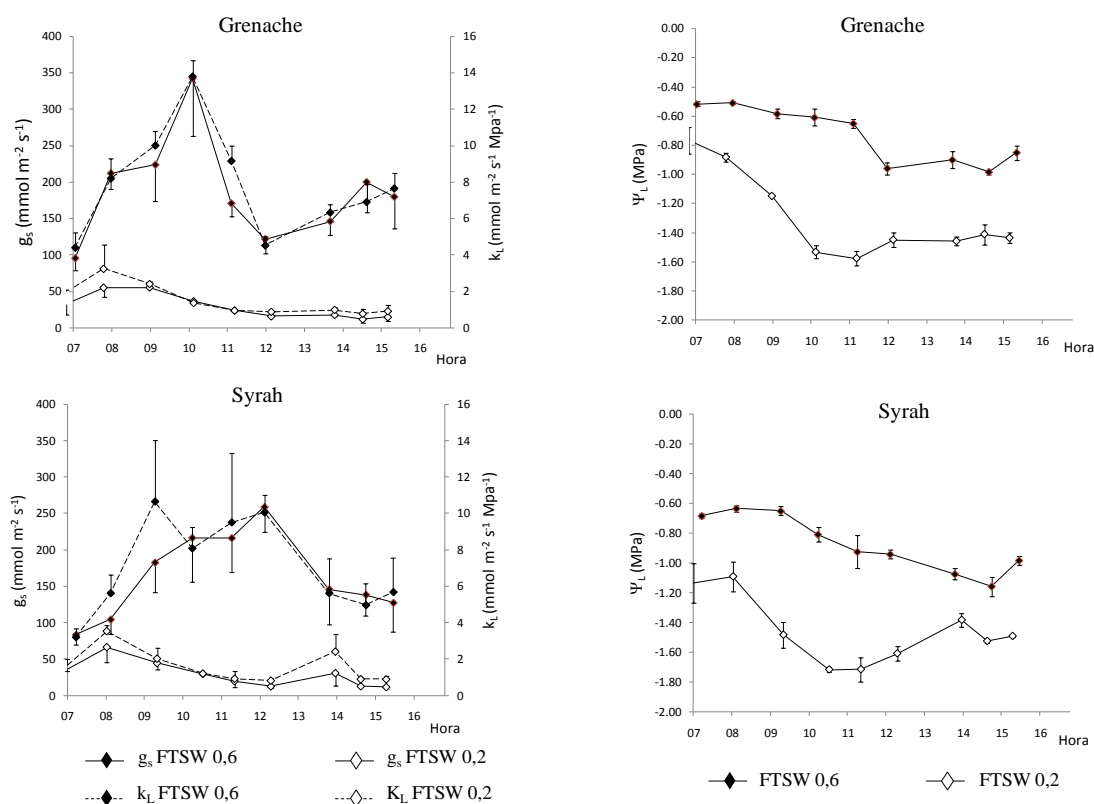 Grenache
400
350
300
250
200
150
100
50
0
16
14
12
10
8
6
4
2
0
gₛ (mmol m⁻² s⁻¹)
k_L (mmol m⁻² s⁻¹ Mpa⁻¹)
07 08 09 10 11 12 13 14 15 16
Hora
Grenache
0.00
-0.20
-0.40
-0.60
-0.80
-1.00
-1.20
-1.40
-1.60
-1.80
-2.00
Ψ_L (MPa)
07 08 09 10 11 12 13 14 15 16
Hora
Syrah
400
350
300
250
200
150
100
50
0
16
14
12
10
8
6
4
2
0
gₛ (mmol m⁻² s⁻¹)
k_L (mmol m⁻² s⁻¹ Mpa⁻¹)
07 08 09 10 11 12 13 14 15 16
Hora
Syrah
0.00
-0.20
-0.40
-0.60
-0.80
-1.00
-1.20
-1.40
-1.60
-1.80
-2.00
Ψ_L (MPa)
07 08 09 10 11 12 13 14 15 16
Hora
gₛ FTSW 0,6
gₛ FTSW 0,2
k_L FTSW 0,6
K_L FTSW 0,2
FTSW 0,6
FTSW 0,2